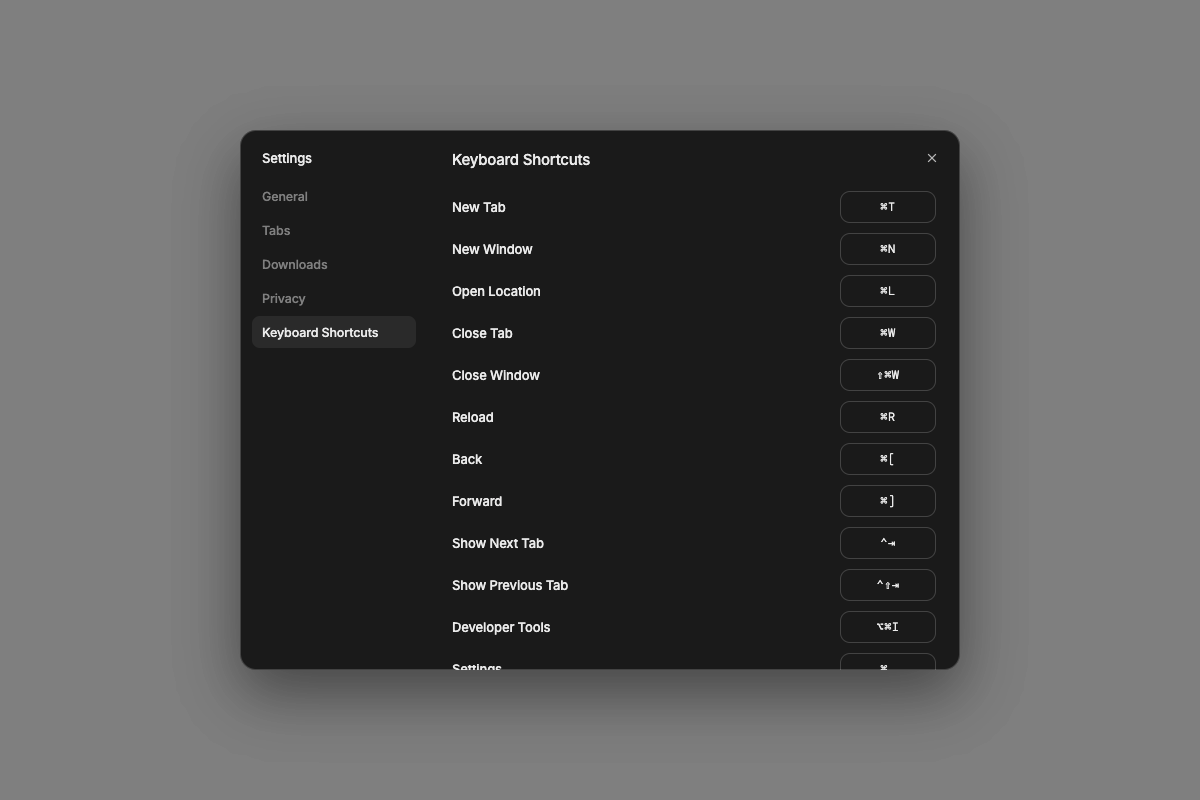 Settings
General
Tabs
Downloads
Privacy
Keyboard Shortcuts
Keyboard Shortcuts
New Tab ⌘T
New Window ⌘N
Open Location ⌘L
Close Tab ⌘W
Close Window ⇧⌘W
Reload ⌘R
Back ⌘[
Forward ⌘]
Show Next Tab ^⇥
Show Previous Tab ^⇧⇥
Developer Tools ⌥⌘I
Settings ⌘